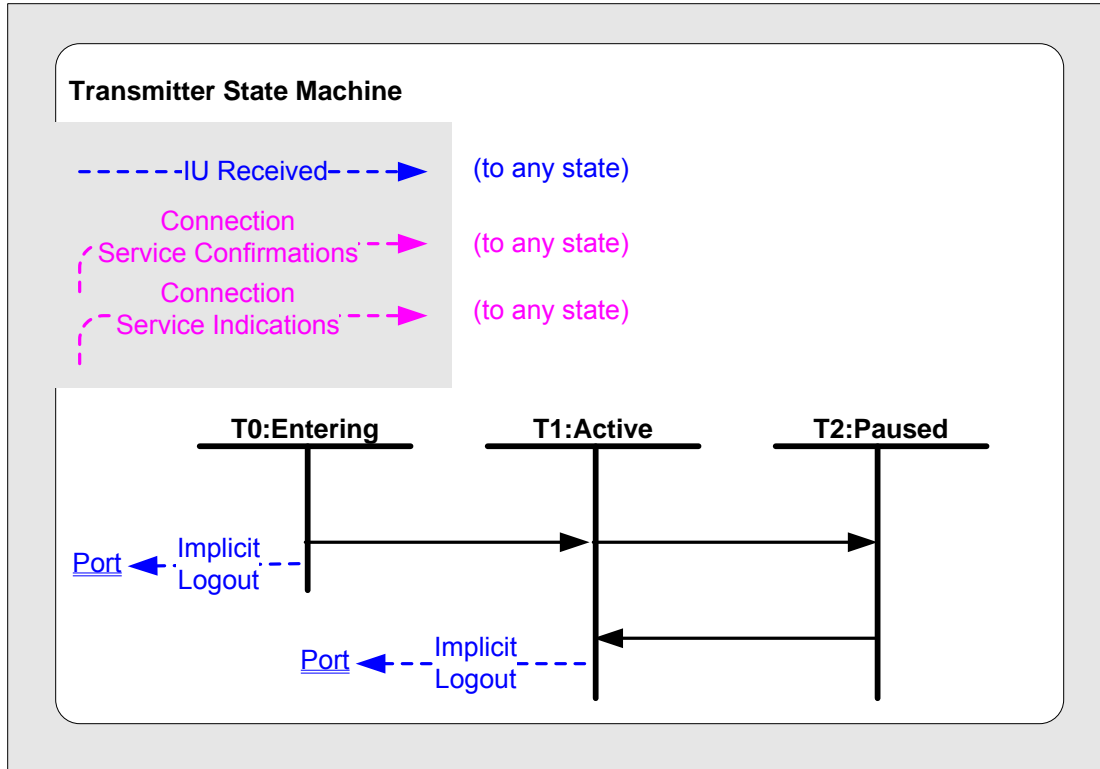 Transmitter State Machine
IU Received
(to any state)
Connection
Service Confirmations
(to any state)
Connection
Service Indications
(to any state)
T0:Entering
T1:Active
T2:Paused
Port
Implicit
Logout
Port
Implicit
Logout